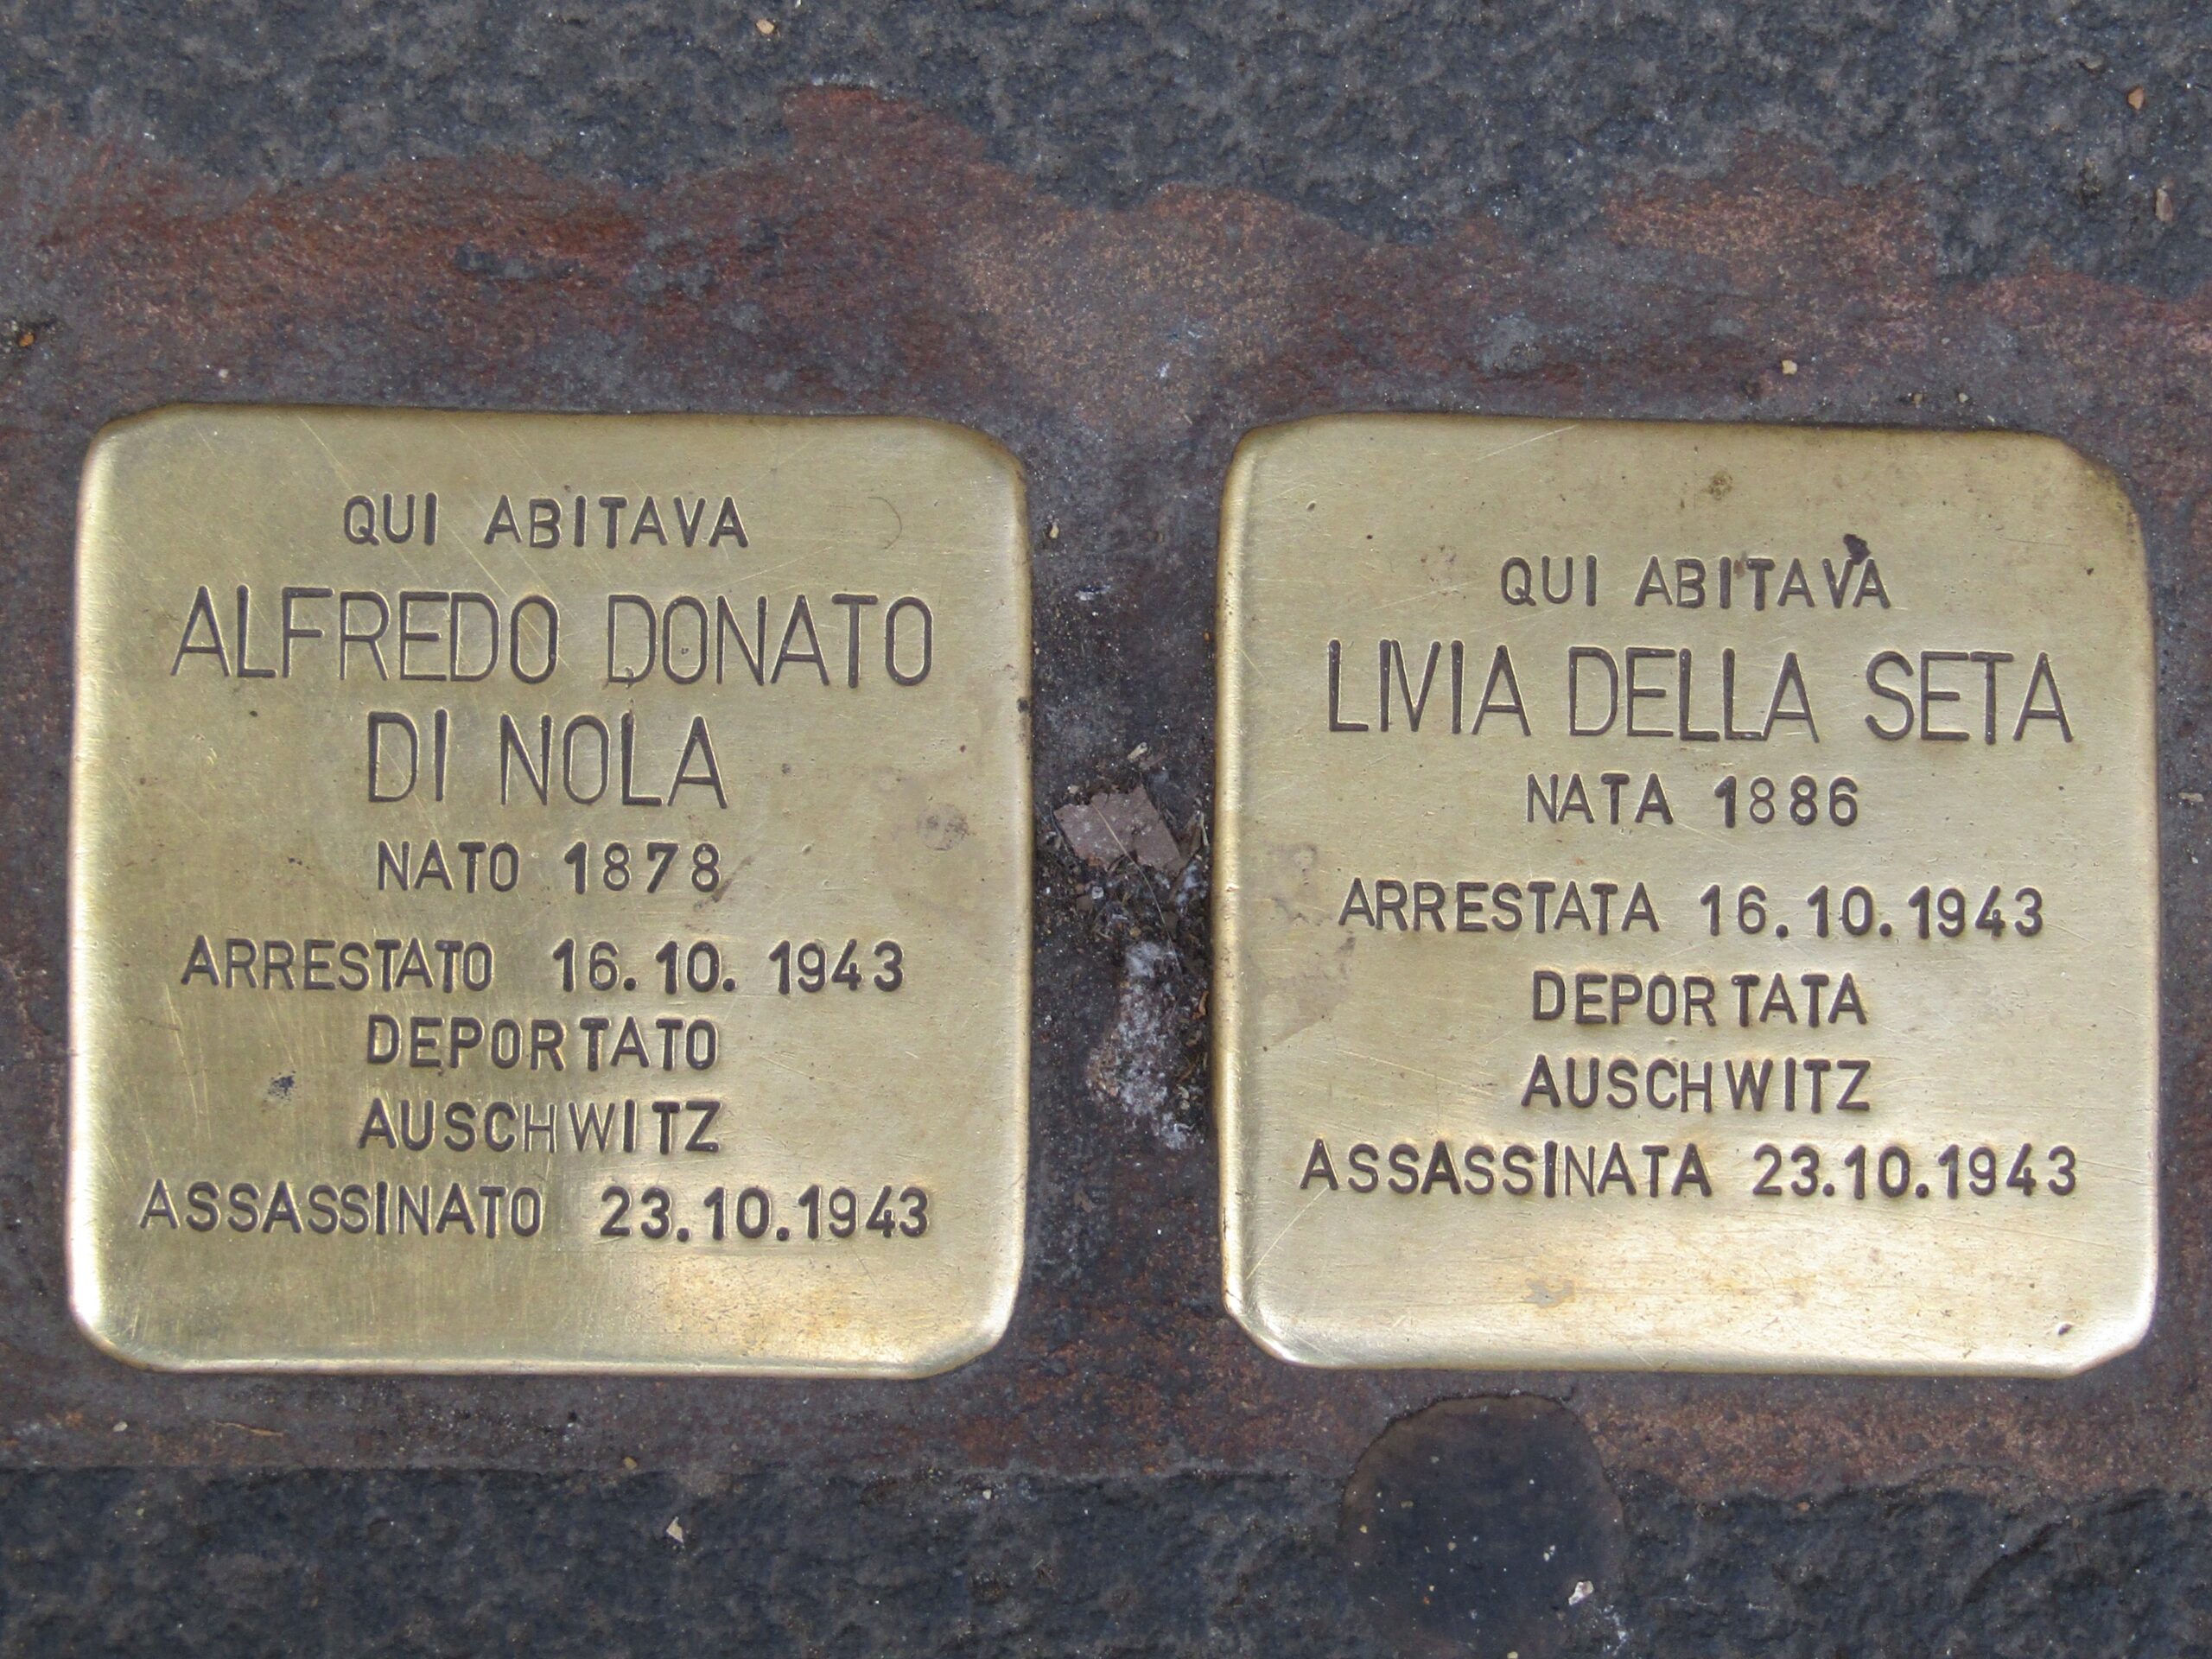 QUI ABITAVA
ALFREDO DONATO
DI NOLA
NATO 1878
ARRESTATO 16.10.1943
DEPORTATO
AUSCHWITZ
ASSASSINATO 23.10.1943
QUI ABITAVA
LIVIA DELLA SETA
NATA 1886
ARRESTATA 16.10.1943
DEPORTATA
AUSCHWITZ
ASSASSINATA 23.10.1943